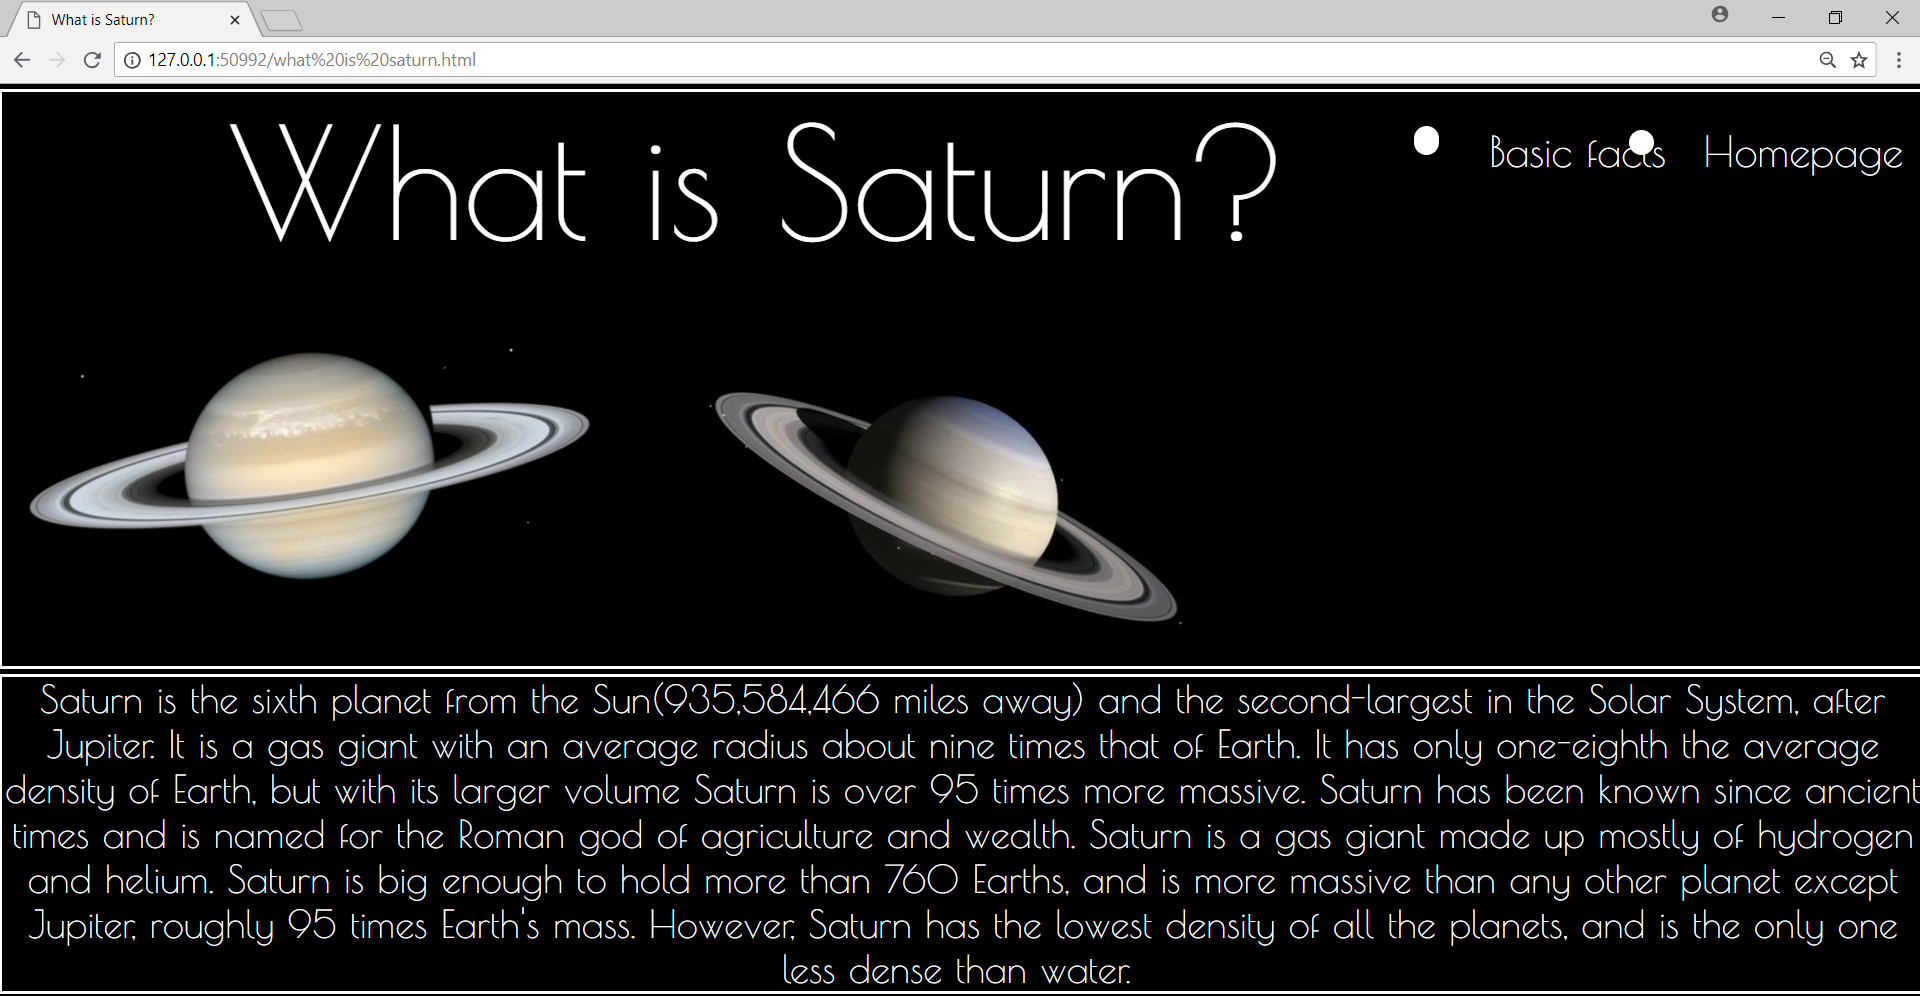 What is Saturn?
127.0.0.1:50992/what%20is%20saturn.html
What is Saturn?
Basic facts
Homepage
Saturn is the sixth planet from the Sun(935,584,466 miles away) and the second-largest in the Solar System, after
Jupiter. It is a gas giant with an average radius about nine times that of Earth. It has only one-eighth the average
density of Earth, but with its larger volume Saturn is over 95 times more massive. Saturn has been known since ancient
times and is named for the Roman god of agriculture and wealth. Saturn is a gas giant made up mostly of hydrogen
and helium. Saturn is big enough to hold more than 760 Earths, and is more massive than any other planet except
Jupiter, roughly 95 times Earth's mass. However, Saturn has the lowest density of all the planets, and is the only one
less dense than water.